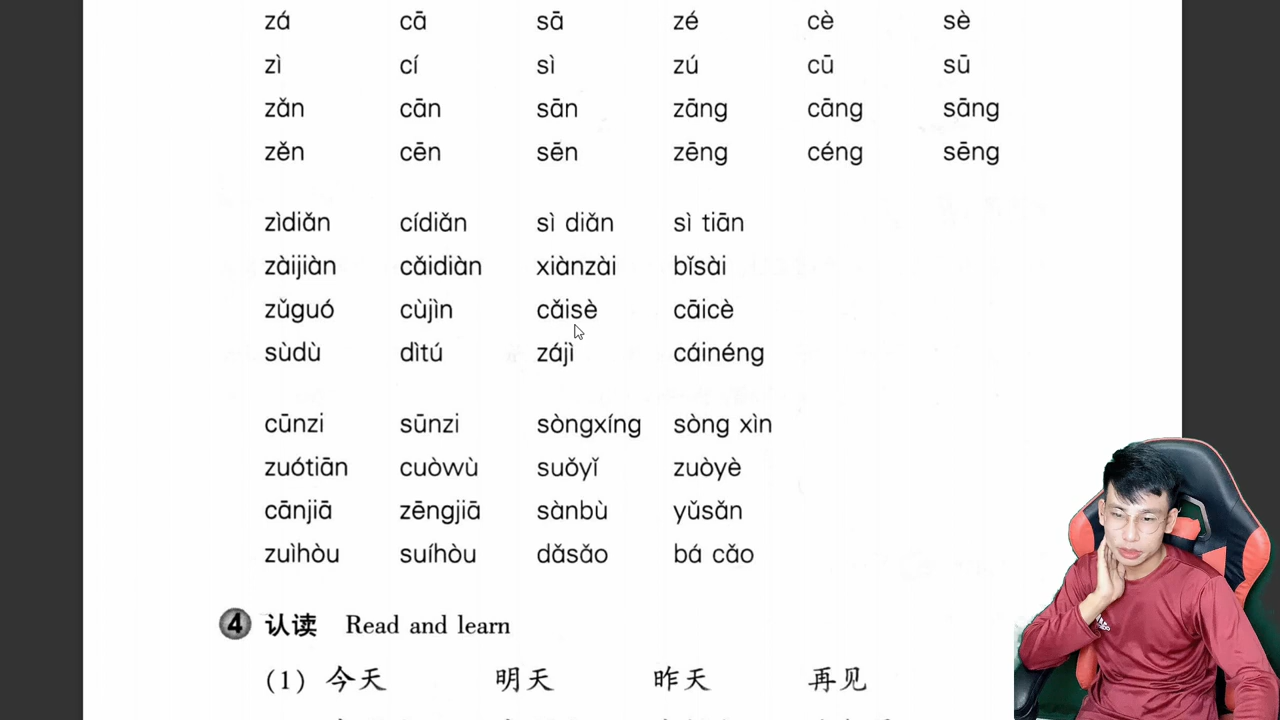 zá cā sā zé cè sè
zì cí sì zú cū sū
zǎn cān sān zāng cāng sāng
zěn cēn sēn zēng céng sēng
zìdiǎn cídiǎn sì diǎn sì tiān
zàijiàn cǎidiàn xiànzài bǐsài
zǔguó cùjìn cǎisè cāicè
sùdù dìtú zájì cáinéng
cūnzi sūnzi sòngxíng sòng xìn
zuótiān cuòwù suǒyǐ zuòyè
cānjiā zēngjiā sànbù yǔsǎn
zuìhòu suíhòu dǎsǎo bá cǎo
4 认读 Read and learn
(1) 今天 明天 昨天 再见